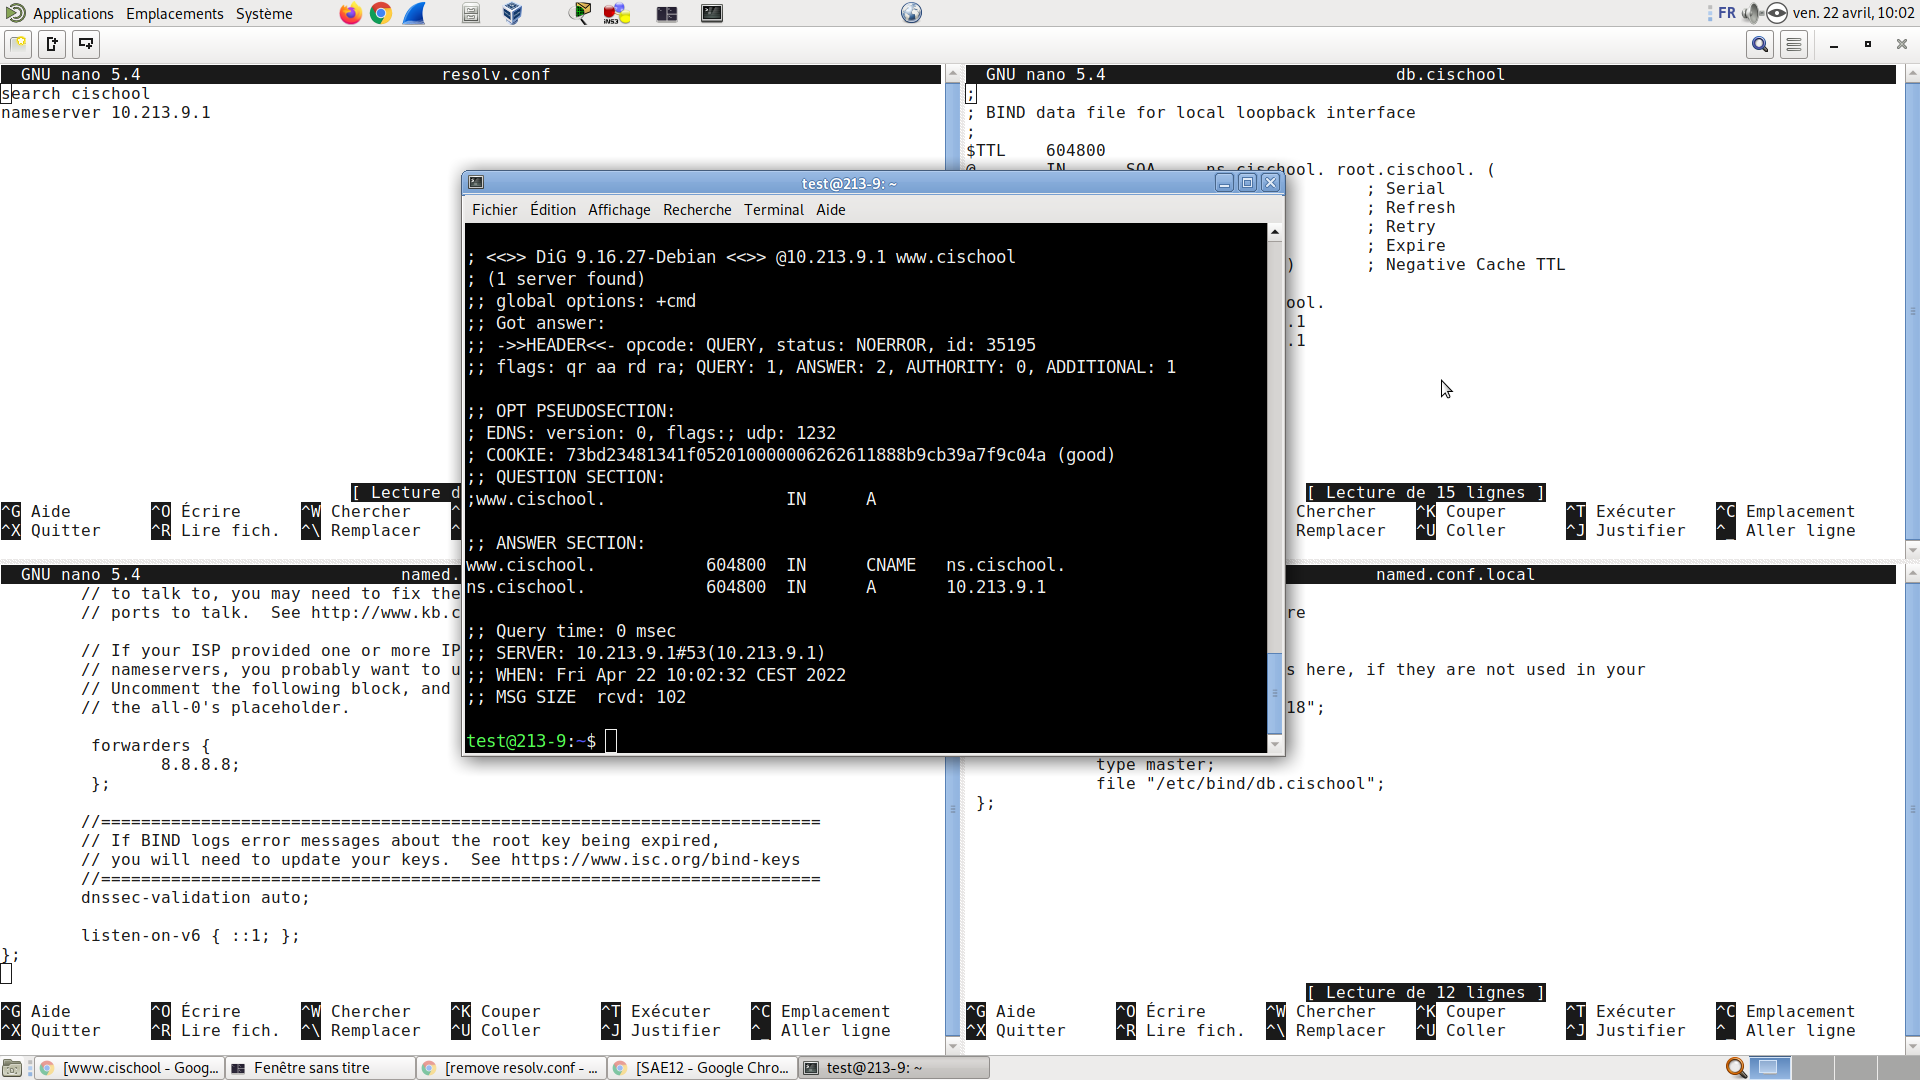 Applications Emplacements Système
FR ven. 22 avril, 10:02
GNU nano 5.4 resolv.conf
search cischool
nameserver 10.213.9.1
GNU nano 5.4 db.cischool
;
; BIND data file for local loopback interface
;
$TTL 604800
@ IN SOA ns.cischool. root.cischool. (
; Serial
; Refresh
; Retry
; Expire
) ; Negative Cache TTL
ool.
.1
.1
test@213-9: ~
Fichier Édition Affichage Recherche Terminal Aide
; <<>> DiG 9.16.27-Debian <<>> @10.213.9.1 www.cischool
; (1 server found)
;; global options: +cmd
;; Got answer:
;; ->>HEADER<<- opcode: QUERY, status: NOERROR, id: 35195
;; flags: qr aa rd ra; QUERY: 1, ANSWER: 2, AUTHORITY: 0, ADDITIONAL: 1
;; OPT PSEUDOSECTION:
; EDNS: version: 0, flags:; udp: 1232
; COOKIE: 73bd23481341f052010000006262611888b9cb39a7f9c04a (good)
;; QUESTION SECTION:
;www.cischool. IN A
;; ANSWER SECTION:
www.cischool. 604800 IN CNAME ns.cischool.
ns.cischool. 604800 IN A 10.213.9.1
;; Query time: 0 msec
;; SERVER: 10.213.9.1#53(10.213.9.1)
;; WHEN: Fri Apr 22 10:02:32 CEST 2022
;; MSG SIZE rcvd: 102
test@213-9:~$
[ Lecture d
^G Aide ^O Écrire ^W Chercher ^
^X Quitter ^R Lire fich. ^\ Remplacer ^
[ Lecture de 15 lignes ]
Chercher ^K Couper ^T Exécuter ^C Emplacement
Remplacer ^U Coller ^J Justifier ^_ Aller ligne
GNU nano 5.4 named.
// to talk to, you may need to fix the
// ports to talk. See http://www.kb.c
// If your ISP provided one or more IP
// nameservers, you probably want to u
// Uncomment the following block, and
// the all-0's placeholder.
forwarders {
8.8.8.8;
};
//========================================================================
// If BIND logs error messages about the root key being expired,
// you will need to update your keys. See https://www.isc.org/bind-keys
//========================================================================
dnssec-validation auto;
listen-on-v6 { ::1; };
};
^G Aide ^O Écrire ^W Chercher ^K Couper ^T Exécuter ^C Emplacement
^X Quitter ^R Lire fich. ^\ Remplacer ^U Coller ^J Justifier ^_ Aller ligne
named.conf.local
re
s here, if they are not used in your
18";
type master;
file "/etc/bind/db.cischool";
};
[ Lecture de 12 lignes ]
^G Aide ^O Écrire ^W Chercher ^K Couper ^T Exécuter ^C Emplacement
^X Quitter ^R Lire fich. ^\ Remplacer ^U Coller ^J Justifier ^_ Aller ligne
[www.cischool - Goog... Fenêtre sans titre [remove resolv.conf - ... [SAE12 - Google Chro... test@213-9: ~